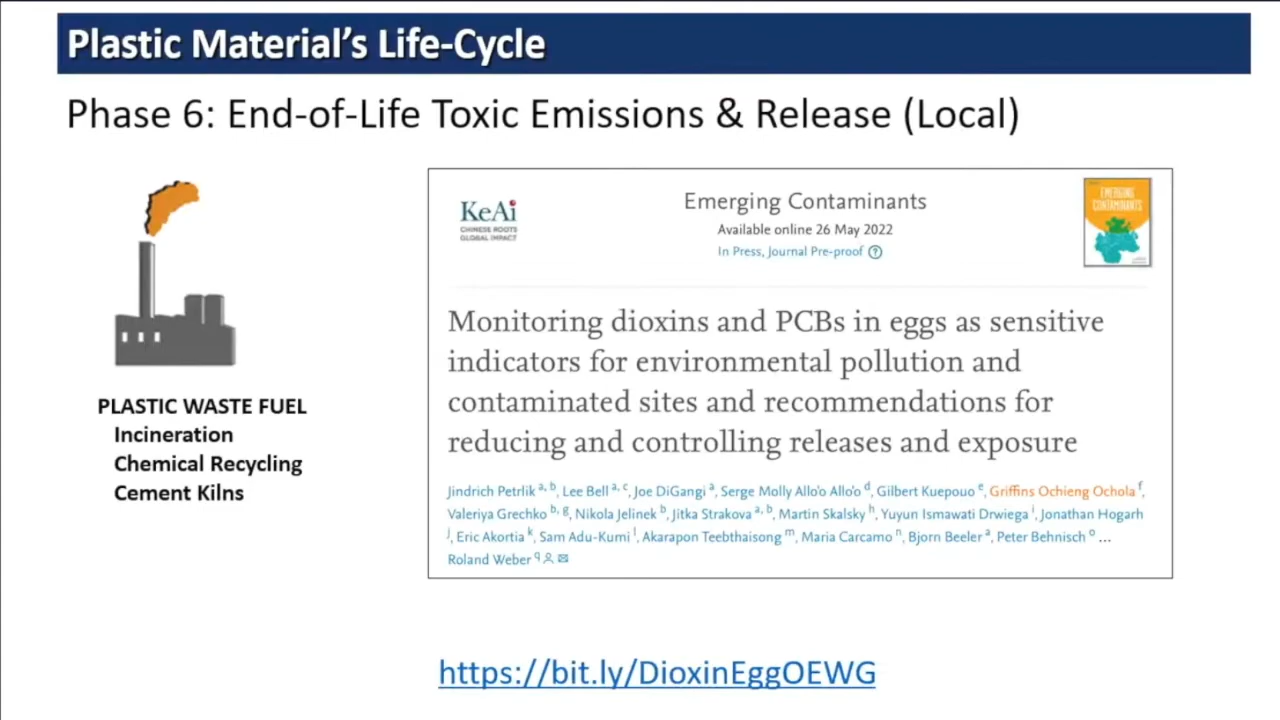 Plastic Material's Life-Cycle
Phase 6: End-of-Life Toxic Emissions & Release (Local)
PLASTIC WASTE FUEL
Incineration
Chemical Recycling
Cement Kilns
KeAi
CHINESE ROOTS
GLOBAL IMPACT
Emerging Contaminants
Available online 26 May 2022
In Press, Journal Pre-proof ?
EMERGING
CONTAMINANTS
Monitoring dioxins and PCBs in eggs as sensitive
indicators for environmental pollution and
contaminated sites and recommendations for
reducing and controlling releases and exposure
Jindrich Petrlik a, b, Lee Bell a, c, Joe DiGangi a, Serge Molly Allo'o Allo'o d, Gilbert Kuepouo e, Griffins Ochieng Ochola f,
Valeriya Grechko b, g, Nikola Jelinek b, Jitka Strakova a, b, Martin Skalsky h, Yuyun Ismawati Drwiega i, Jonathan Hogarh
j, Eric Akortia k, Sam Adu-Kumi l, Akarapon Teebthaisong m, Maria Carcamo n, Bjorn Beeler a, Peter Behnisch o ...
Roland Weber q
https://bit.ly/DioxinEggOEWG